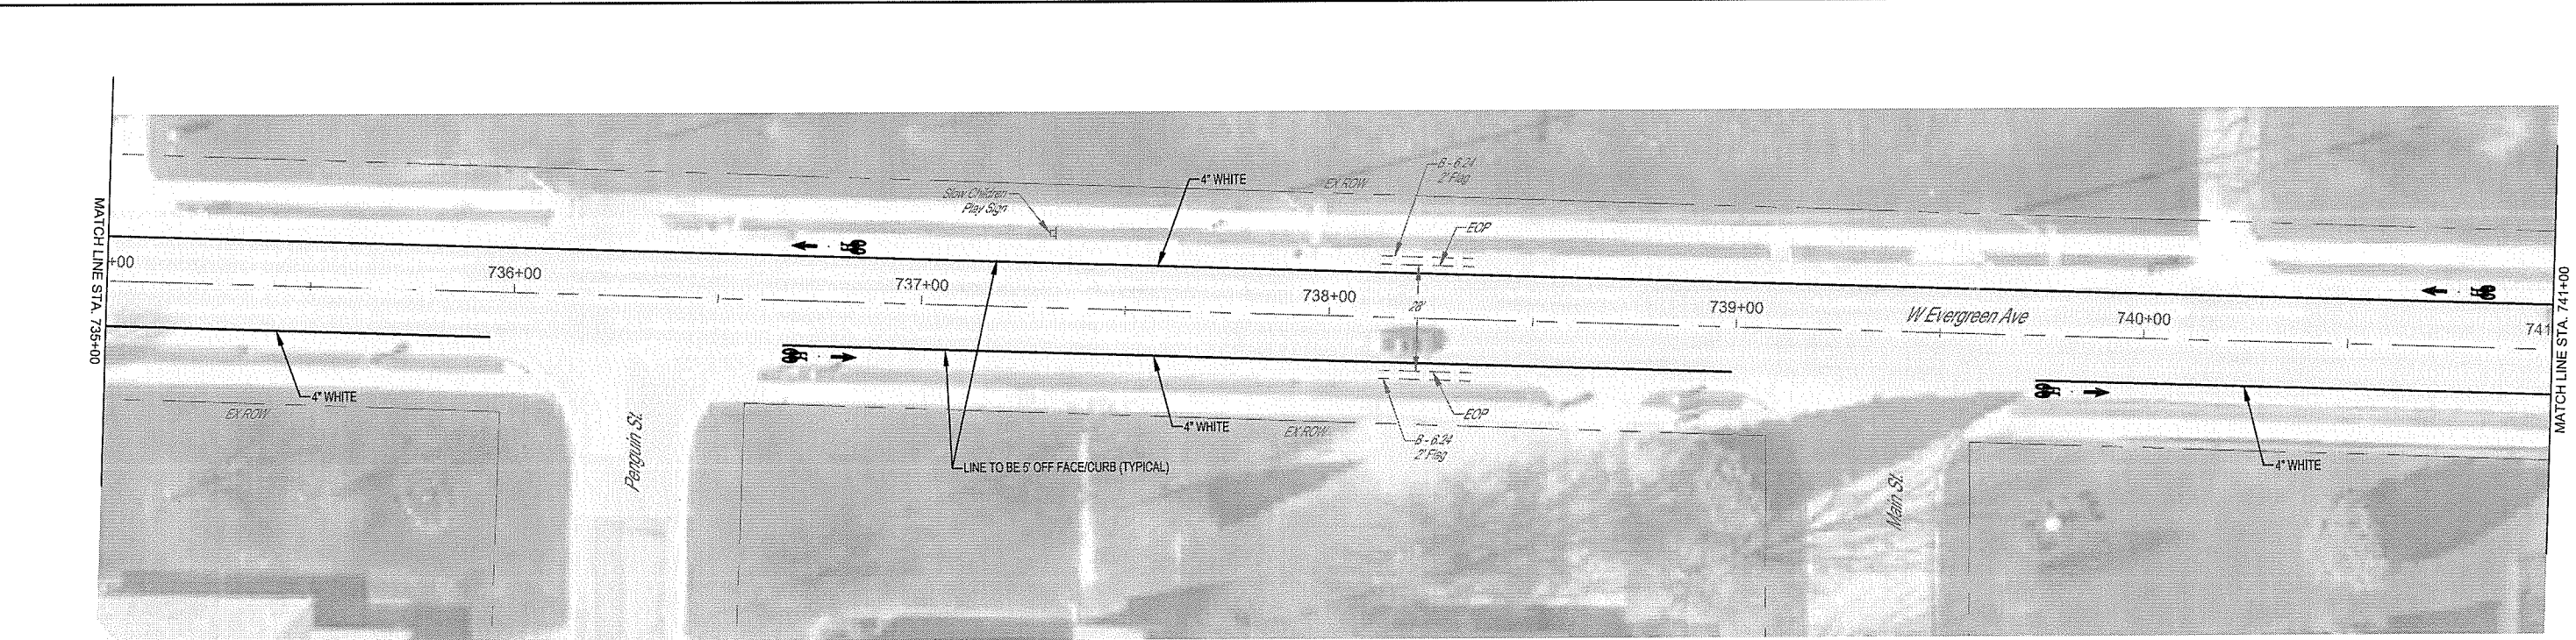 MATCH LINE STA. 735+00
B - 6.24
2' Flag
4" WHITE
EX ROW
Slow Children
Play Sign
EOP
+00
736+00
737+00
738+00
739+00
740+00
741
28'
W Evergreen Ave
MATCH LINE STA. 741+00
4" WHITE
EX ROW
Penguin St.
LINE TO BE 5' OFF FACE/CURB (TYPICAL)
4" WHITE
EX ROW
EOP
B - 6.24
2' Flag
Main St.
4" WHITE